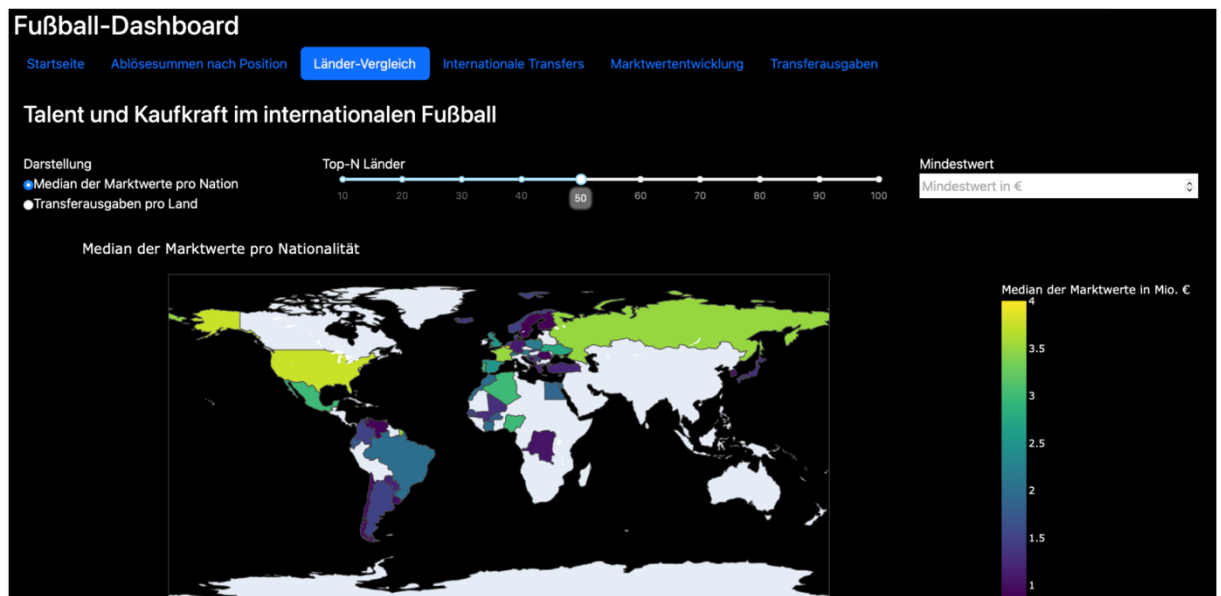 Fußball-Dashboard
Startseite Ablösesummen nach Position Länder-Vergleich Internationale Transfers Marktwertentwicklung Transferausgaben
Talent und Kaufkraft im internationalen Fußball
Darstellung
Median der Marktwerte pro Nation
Transferausgaben pro Land
Top-N Länder
10 20 30 40 50 60 70 80 90 100
Mindestwert
Mindestwert in €
Median der Marktwerte pro Nationalität
Median der Marktwerte in Mio. €
4
3.5
3
2.5
2
1.5
1